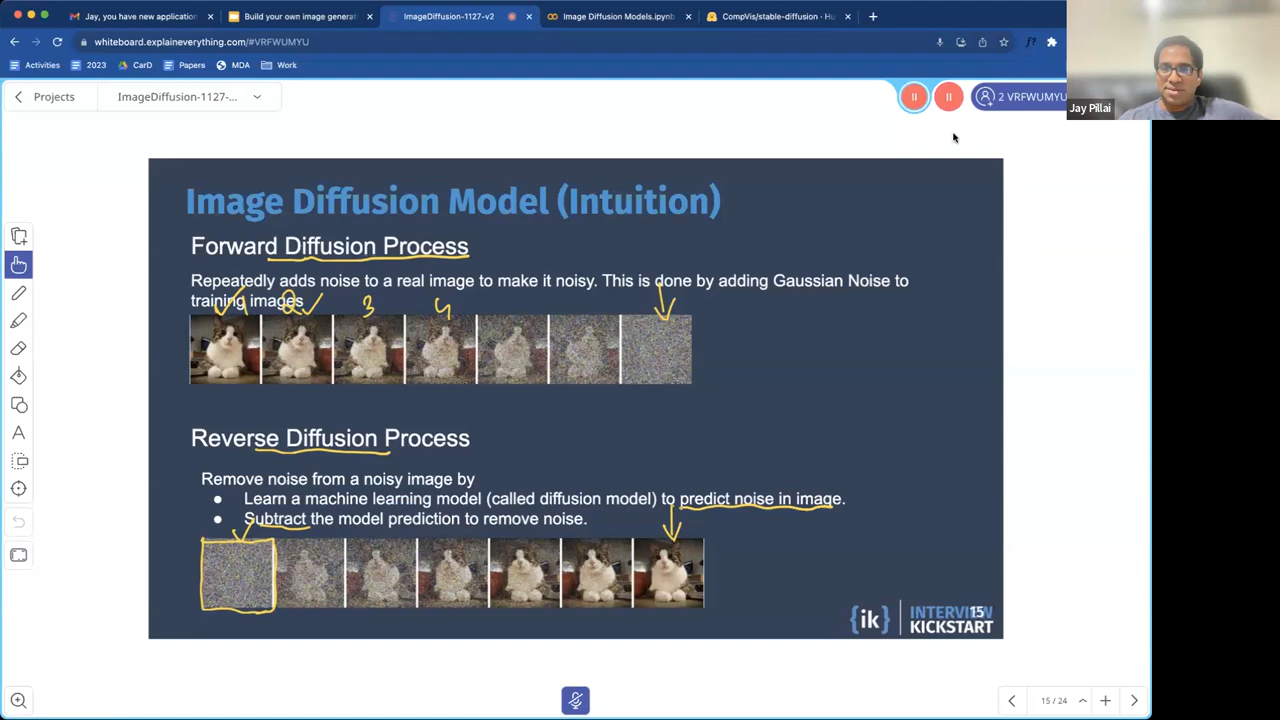 Jay, you have new application
Build your own image generat
ImageDiffusion-1127-v2
Image Diffusion Models.ipynb
CompVis/stable-diffusion · Hu
whiteboard.explaineverything.com/#VRFWUMYU
f?
Activities
2023
CarD
Papers
MDA
Work
Projects
ImageDiffusion-1127-...
2 VRFWUMYU
Jay Pillai
Image Diffusion Model (Intuition)
Forward Diffusion Process
Repeatedly adds noise to a real image to make it noisy. This is done by adding Gaussian Noise to
training images
1 2 3 4
Reverse Diffusion Process
Remove noise from a noisy image by
● Learn a machine learning model (called diffusion model) to predict noise in image.
● Subtract the model prediction to remove noise.
{ik}
INTERVIEW
KICKSTART
15
15 / 24